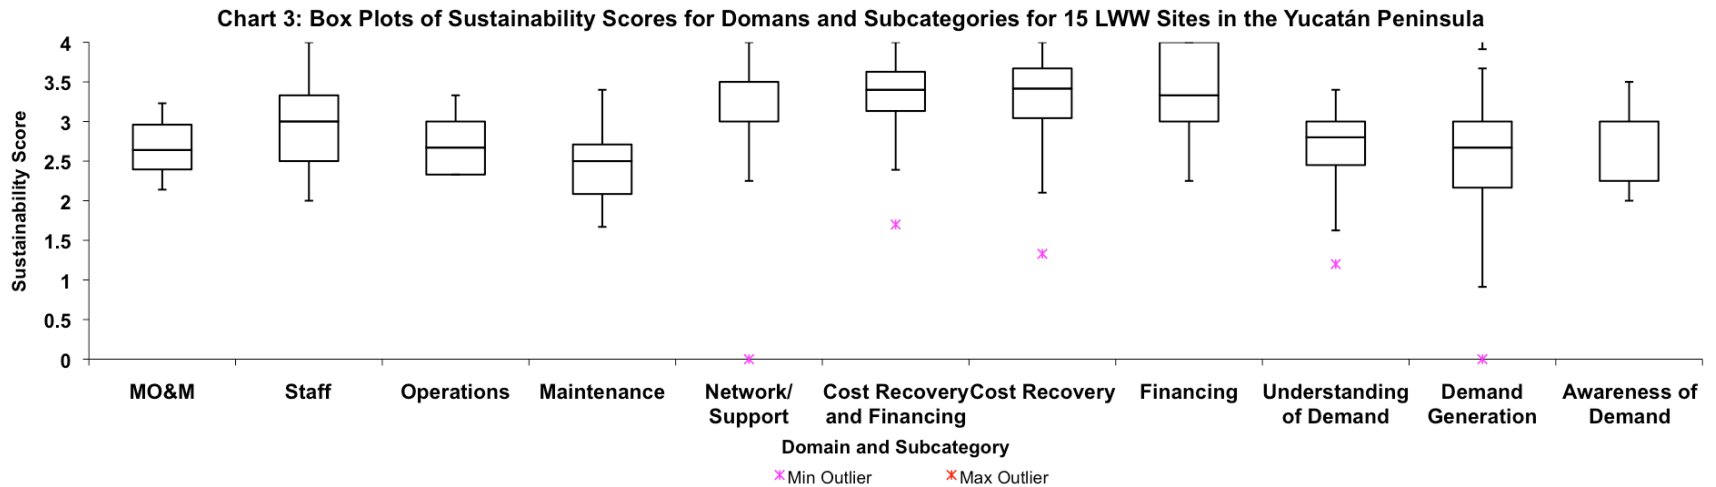 Chart 3: Box Plots of Sustainability Scores for Domans and Subcategories for 15 LWW Sites in the Yucatán Peninsula
Sustainability Score
4
3.5
3
2.5
2
1.5
1
0.5
0
MO&M
Staff
Operations
Maintenance
Network/
Support
Cost Recovery
and Financing
Cost Recovery
Financing
Understanding
of Demand
Demand
Generation
Awareness of
Demand
Domain and Subcategory
Min Outlier
Max Outlier